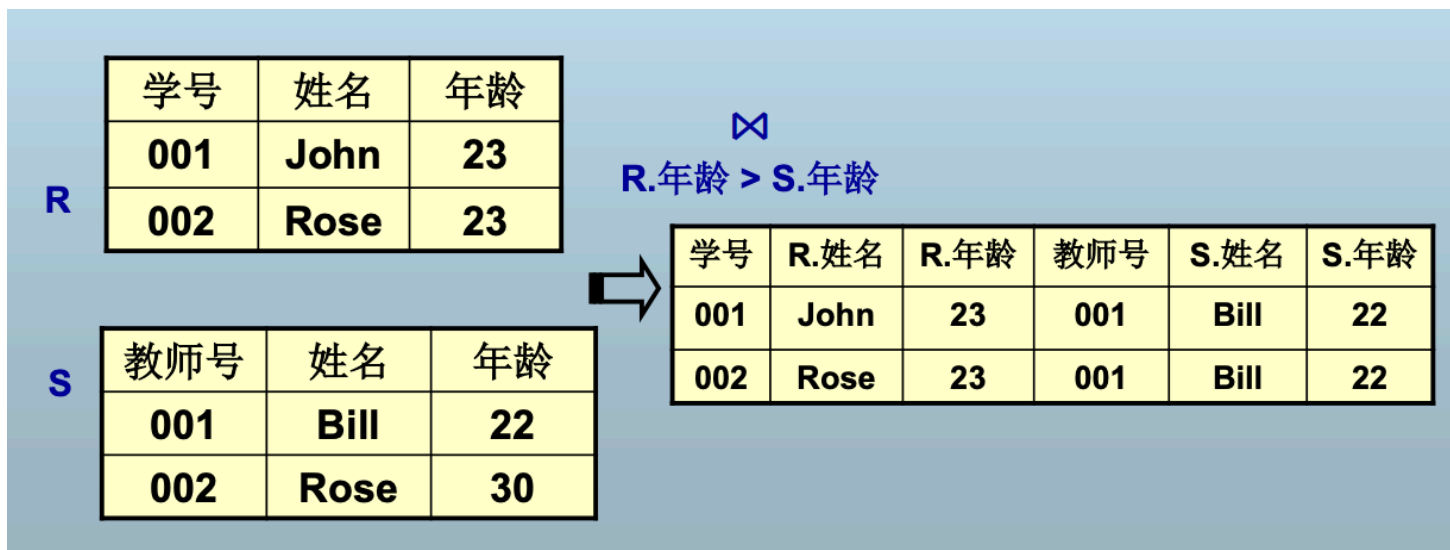 R
学号 姓名 年龄
001 John 23
002 Rose 23
S
教师号 姓名 年龄
001 Bill 22
002 Rose 30
⋈
R.年龄 > S.年龄
学号 R.姓名 R.年龄 教师号 S.姓名 S.年龄
001 John 23 001 Bill 22
002 Rose 23 001 Bill 22